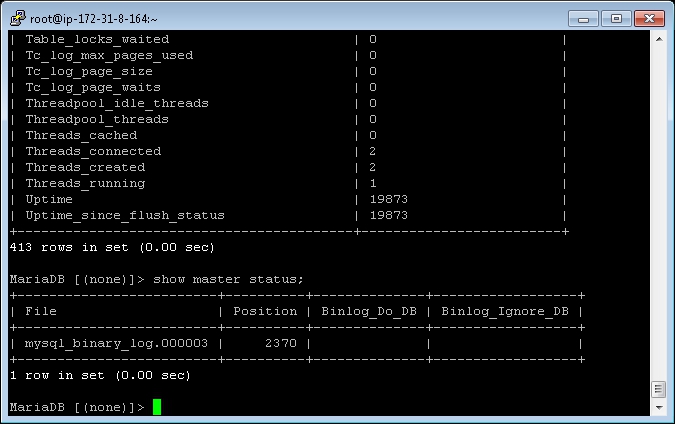 root@ip-172-31-8-164:~
| Table_locks_waited                       | 0                        |
| Tc_log_max_pages_used                    | 0                        |
| Tc_log_page_size                         | 0                        |
| Tc_log_page_waits                        | 0                        |
| Threadpool_idle_threads                  | 0                        |
| Threadpool_threads                       | 0                        |
| Threads_cached                           | 0                        |
| Threads_connected                        | 2                        |
| Threads_created                          | 2                        |
| Threads_running                          | 1                        |
| Uptime                                   | 19873                    |
| Uptime_since_flush_status                | 19873                    |
+------------------------------------------+--------------------------+
413 rows in set (0.00 sec)
MariaDB [(none)]> show master status;
+-------------------------+----------+--------------+------------------+
| File                    | Position | Binlog_Do_DB | Binlog_Ignore_DB |
+-------------------------+----------+--------------+------------------+
| mysql_binary_log.000003 |     2370 |              |                  |
+-------------------------+----------+--------------+------------------+
1 row in set (0.00 sec)
MariaDB [(none)]>